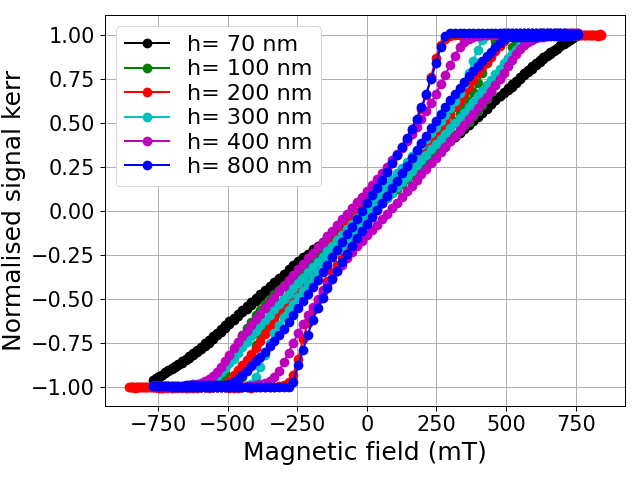 Normalised signal kerr
1.00
0.75
0.50
0.25
0.00
−0.25
−0.50
−0.75
−1.00
h= 70 nm
h= 100 nm
h= 200 nm
h= 300 nm
h= 400 nm
h= 800 nm
−750 −500 −250 0 250 500 750
Magnetic field (mT)